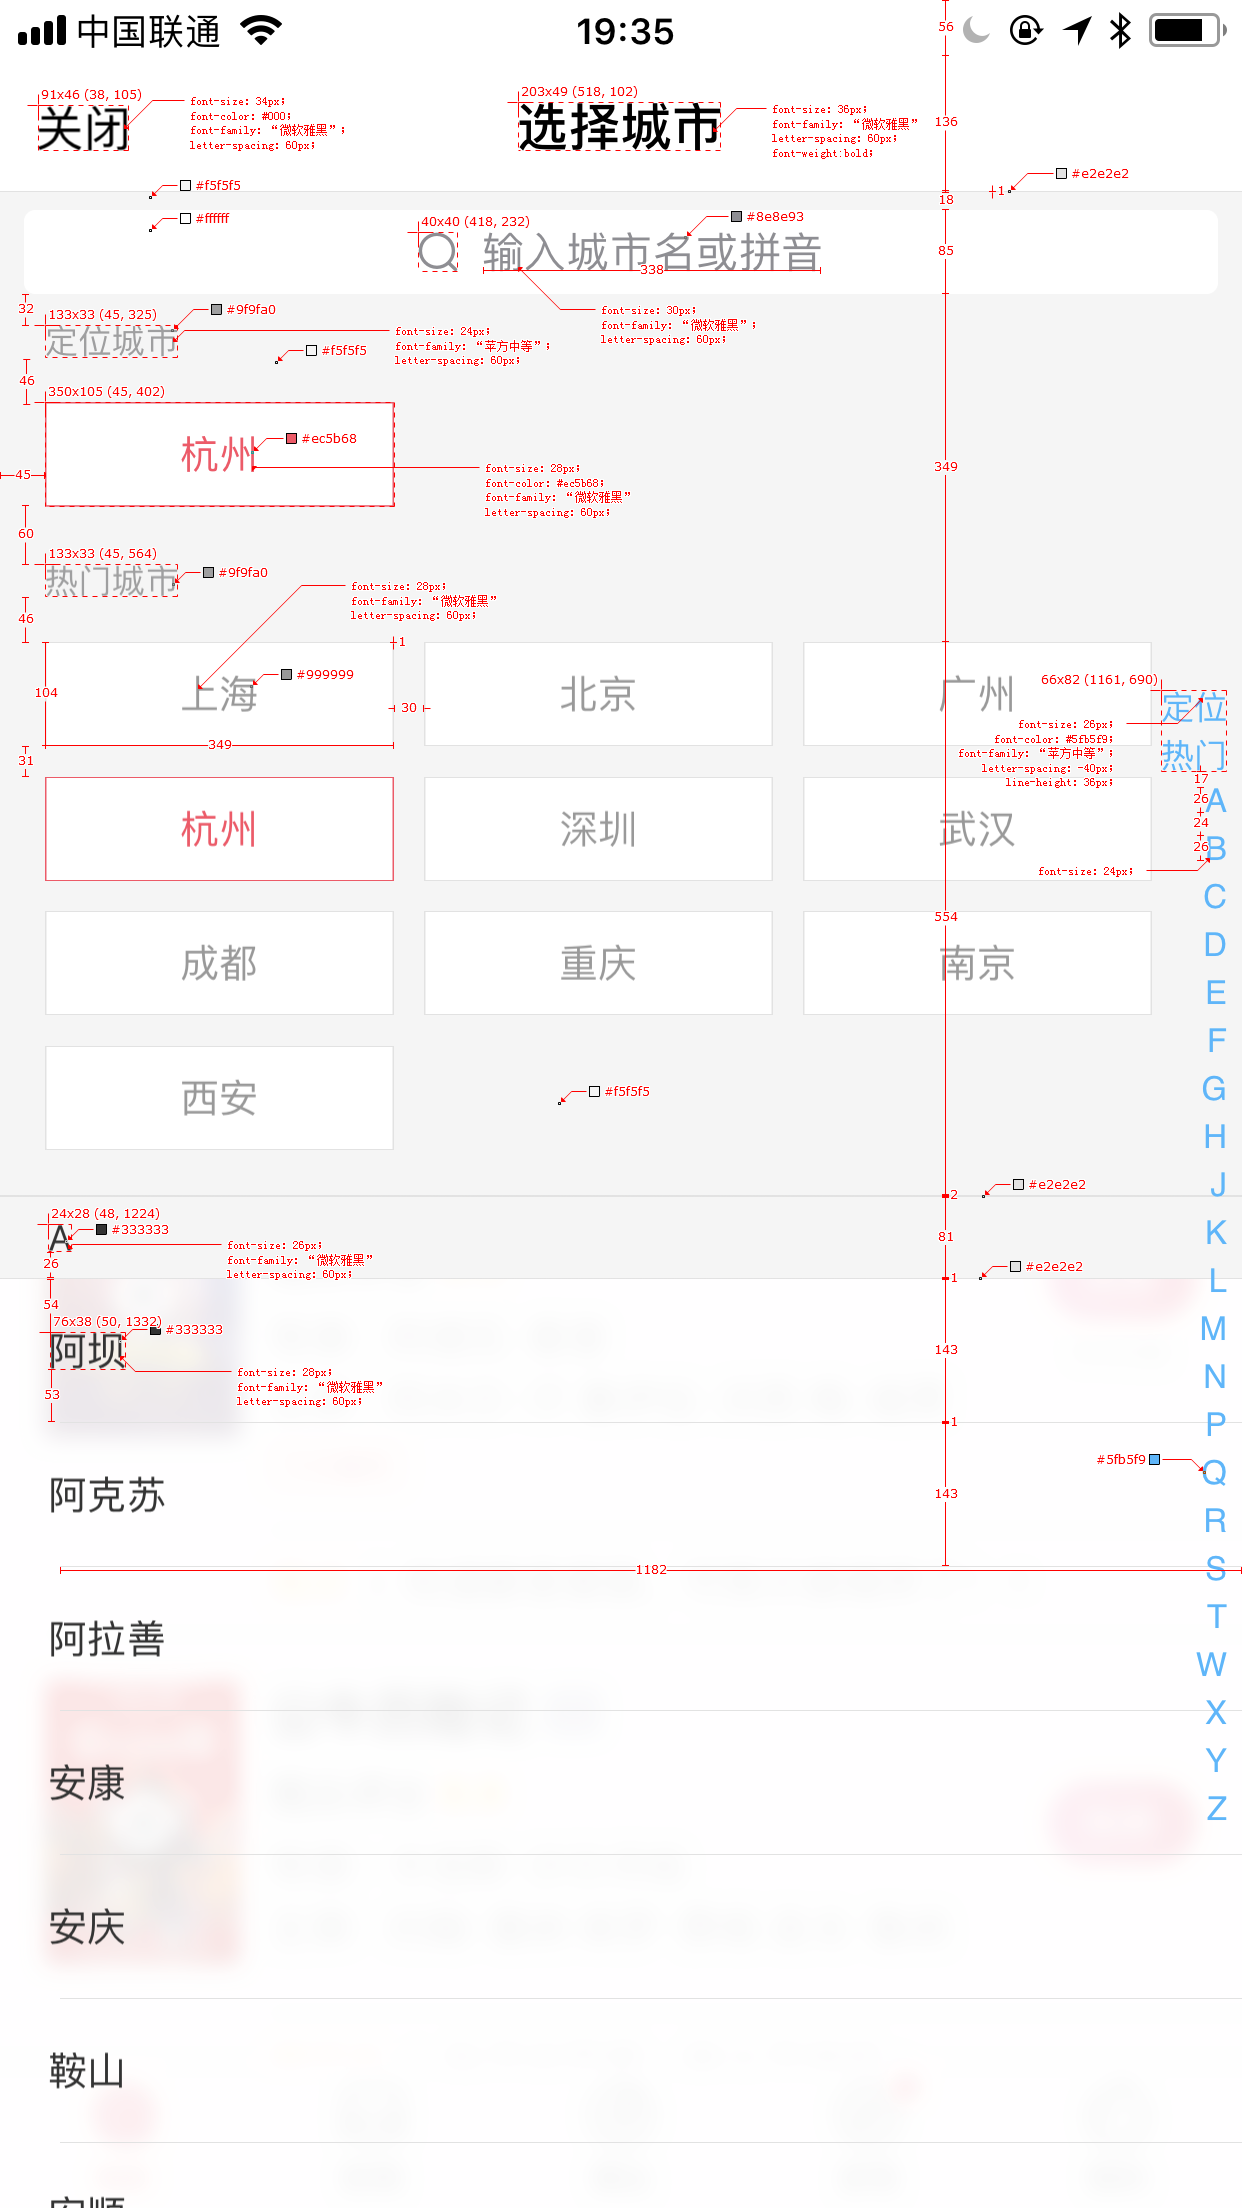 中国联通 19:35 56
91x46 (38, 105)
关闭
font-size: 34px;
font-color: #000;
font-family: “微软雅黑”;
letter-spacing: 60px;
203x49 (518, 102)
选择城市
font-size: 36px;
font-family: “微软雅黑”
letter-spacing: 60px;
font-weight:bold;
136
#f5f5f5
#e2e2e2
1
18
#ffffff
40x40 (418, 232)
#8e8e93
输入城市名或拼音
338
85
font-size: 30px;
font-family: “微软雅黑”;
letter-spacing: 60px;
32
133x33 (45, 325)
#9f9fa0
定位城市
font-size: 24px;
font-family: “苹方中等”;
letter-spacing: 60px;
#f5f5f5
46
350x105 (45, 402)
杭州
#ec5b68
45
font-size: 28px;
font-color: #ec5b68;
font-family: “微软雅黑”
letter-spacing: 60px;
349
60
133x33 (45, 564)
热门城市
#9f9fa0
font-size: 28px;
font-family: “微软雅黑”
letter-spacing: 60px;
46
1
104
上海
#999999
30
349
北京
广州
66x82 (1161, 690)
定位
热门
font-size: 26px;
font-color: #5fb5f9;
font-family: “苹方中等”;
letter-spacing: -40px;
line-height: 36px;
31
17
26
A
24
26
B
font-size: 24px;
杭州 深圳 武汉
C
554
D
成都 重庆 南京
E
F
G
西安
#f5f5f5
H
J
#e2e2e2
2
24x28 (48, 1224)
A
#333333
K
81
font-size: 26px;
font-family: “微软雅黑”
letter-spacing: 60px;
26
#e2e2e2
1
L
54
76x38 (50, 1332)
#333333
M
阿坝
143
font-size: 28px;
font-family: “微软雅黑”
letter-spacing: 60px;
N
53
1
P
#5fb5f9
Q
阿克苏
143
R
1182
S
T
阿拉善
W
X
Y
安康
Z
安庆
鞍山
安顺